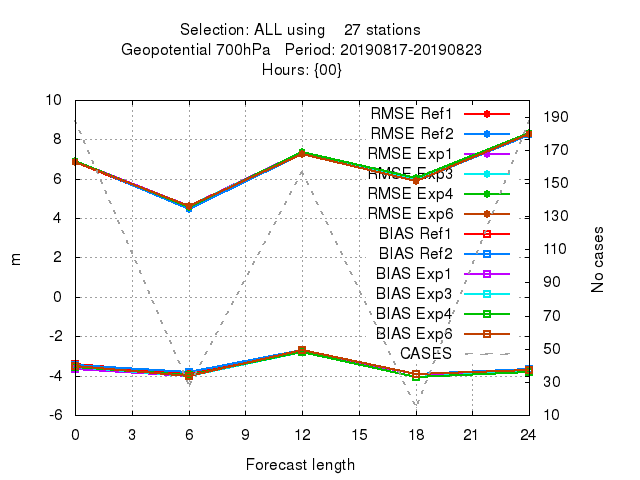 Selection: ALL using 27 stations
Geopotential 700hPa Period: 20190817-20190823
Hours: {00}
10
8
6
4
2
0
-2
-4
-6
m
0 3 6 9 12 15 18 21 24
Forecast length
190
170
150
130
110
90
70
50
30
10
No cases
RMSE Ref1
RMSE Ref2
RMSE Exp1
RMSE Exp3
RMSE Exp4
RMSE Exp6
BIAS Ref1
BIAS Ref2
BIAS Exp1
BIAS Exp3
BIAS Exp4
BIAS Exp6
CASES